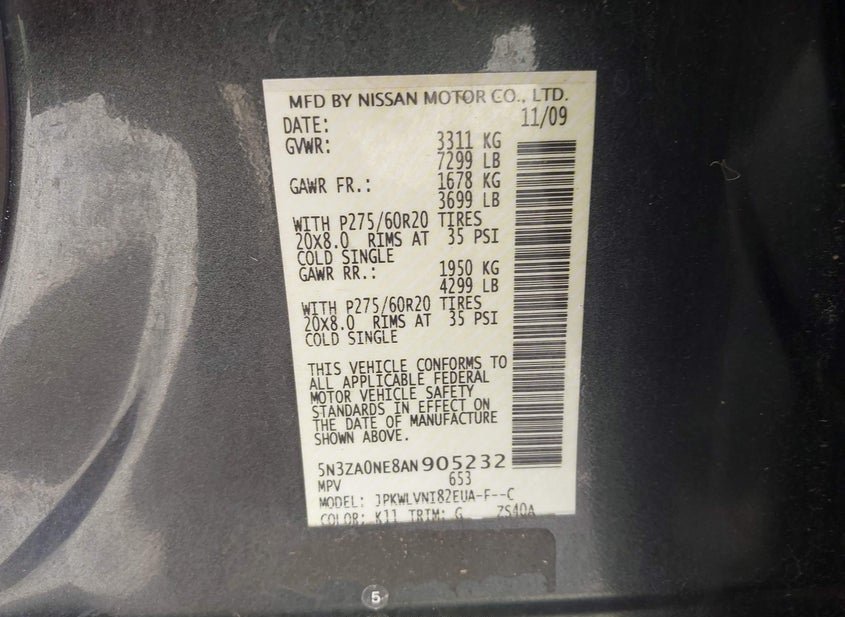 MFD BY NISSAN MOTOR CO., LTD.
DATE: 11/09
GVWR: 3311 KG
7299 LB
GAWR FR.: 1678 KG
3699 LB
WITH P275/60R20 TIRES
20X8.0 RIMS AT 35 PSI
COLD SINGLE
GAWR RR.: 1950 KG
4299 LB
WITH P275/60R20 TIRES
20X8.0 RIMS AT 35 PSI
COLD SINGLE
THIS VEHICLE CONFORMS TO
ALL APPLICABLE FEDERAL
MOTOR VEHICLE SAFETY
STANDARDS IN EFFECT ON
THE DATE OF MANUFACTURE
SHOWN ABOVE.
5N3ZA0NE8AN905232
MPV 653
MODEL: JPKWLVNI82EUA-F--C
COLOR: K11 TRIM: G ZS40A
5